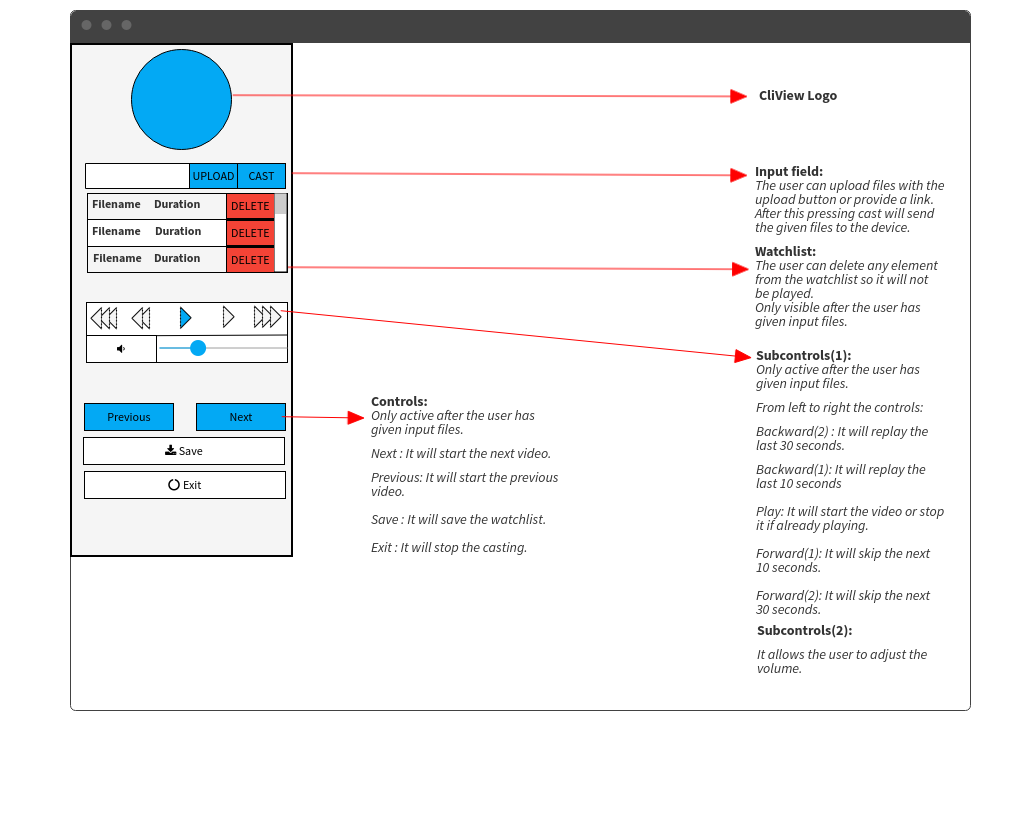 CliView Logo
UPLOAD CAST
Filename Duration DELETE
Filename Duration DELETE
Filename Duration DELETE
Previous Next
Save
Exit
Controls:
Only active after the user has
given input files.
Next : It will start the next video.
Previous: It will start the previous
video.
Save : It will save the watchlist.
Exit : It will stop the casting.
Input field:
The user can upload files with the
upload button or provide a link.
After this pressing cast will send
the given files to the device.
Watchlist:
The user can delete any element
from the watchlist so it will not
be played.
Only visible after the user has
given input files.
Subcontrols(1):
Only active after the user has
given input files.
From left to right the controls:
Backward(2) : It will replay the
last 30 seconds.
Backward(1): It will replay the
last 10 seconds
Play: It will start the video or stop
it if already playing.
Forward(1): It will skip the next
10 seconds.
Forward(2): It will skip the next
30 seconds.
Subcontrols(2):
It allows the user to adjust the
volume.